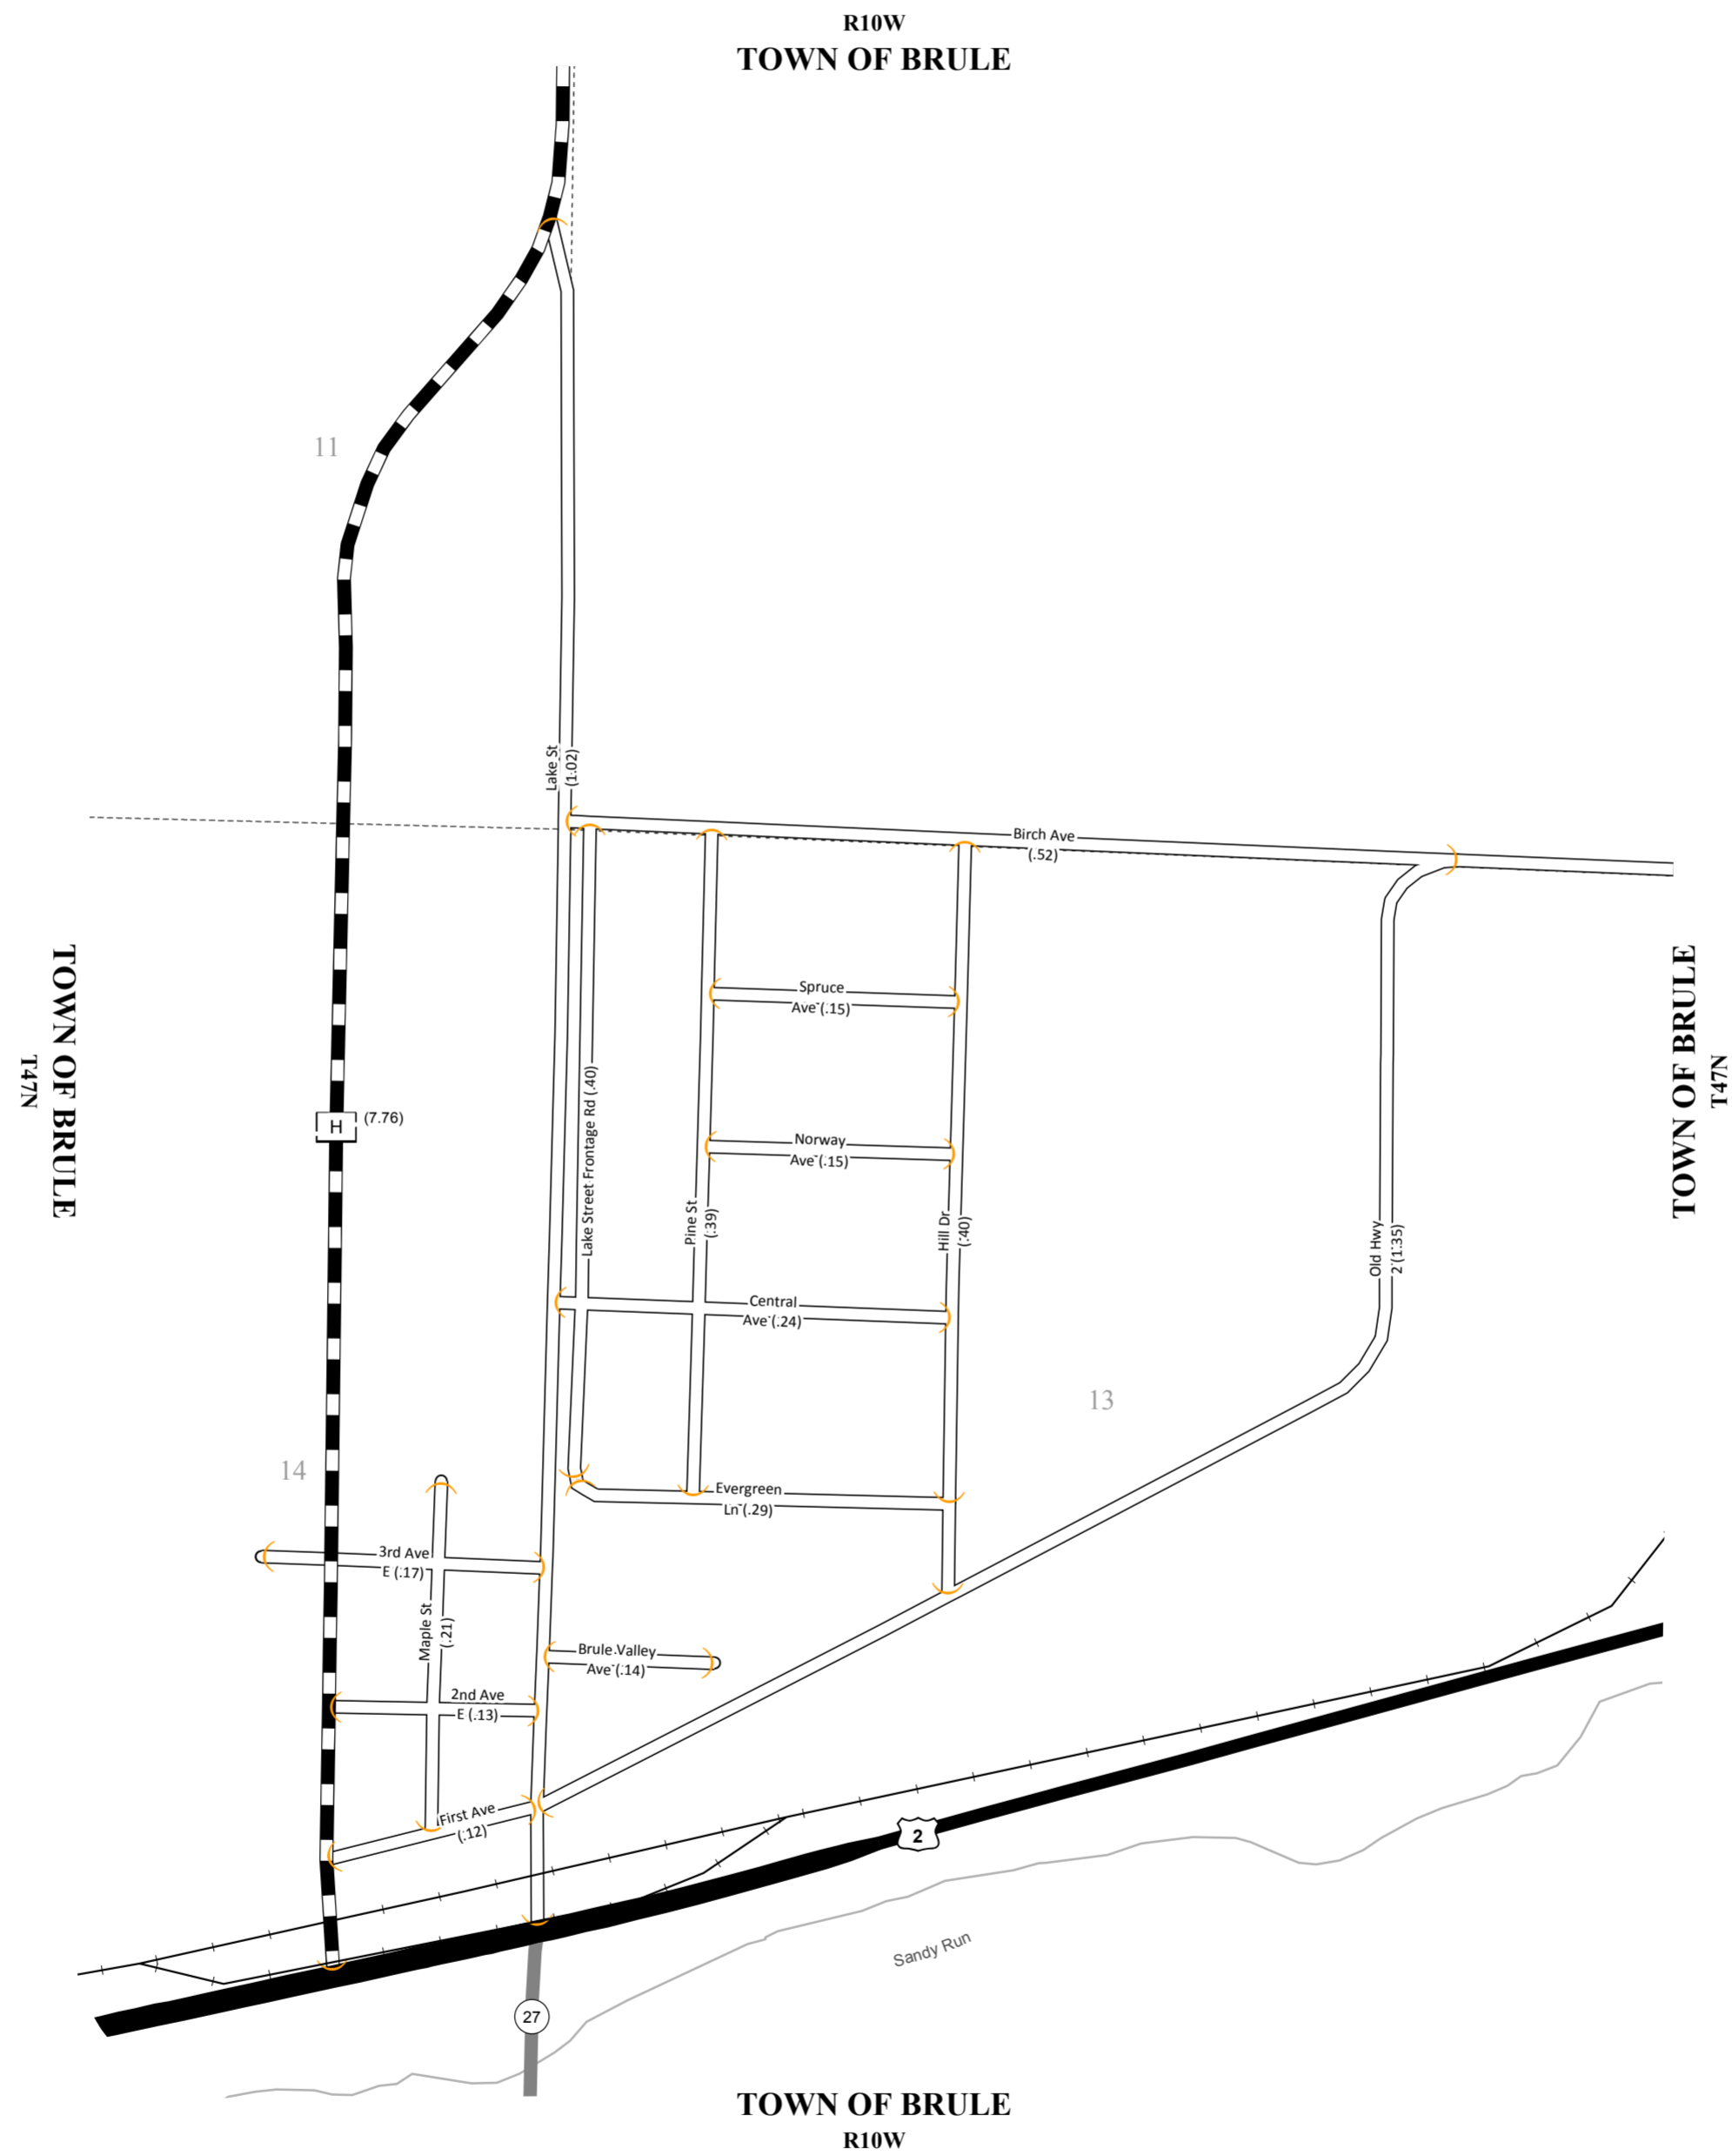 R10W
TOWN OF BRULE
11
Lake St
(1.02)
Birch Ave
(.52)
TOWN OF BRULE
T47N
TOWN OF BRULE
T47N
Spruce
Ave (.15)
Lake Street Frontage Rd (.40)
H
(7.76)
Norway
Ave (.15)
Pine St
(.39)
Hill Dr
(.40)
Old Hwy
2 (1.35)
Central
Ave (.24)
13
14
Evergreen
Ln (.29)
3rd Ave
E (.17)
Maple St
(.21)
Brule Valley
Ave (.14)
2nd Ave
E (.13)
First Ave
(.12)
2
Sandy Run
27
TOWN OF BRULE
R10W